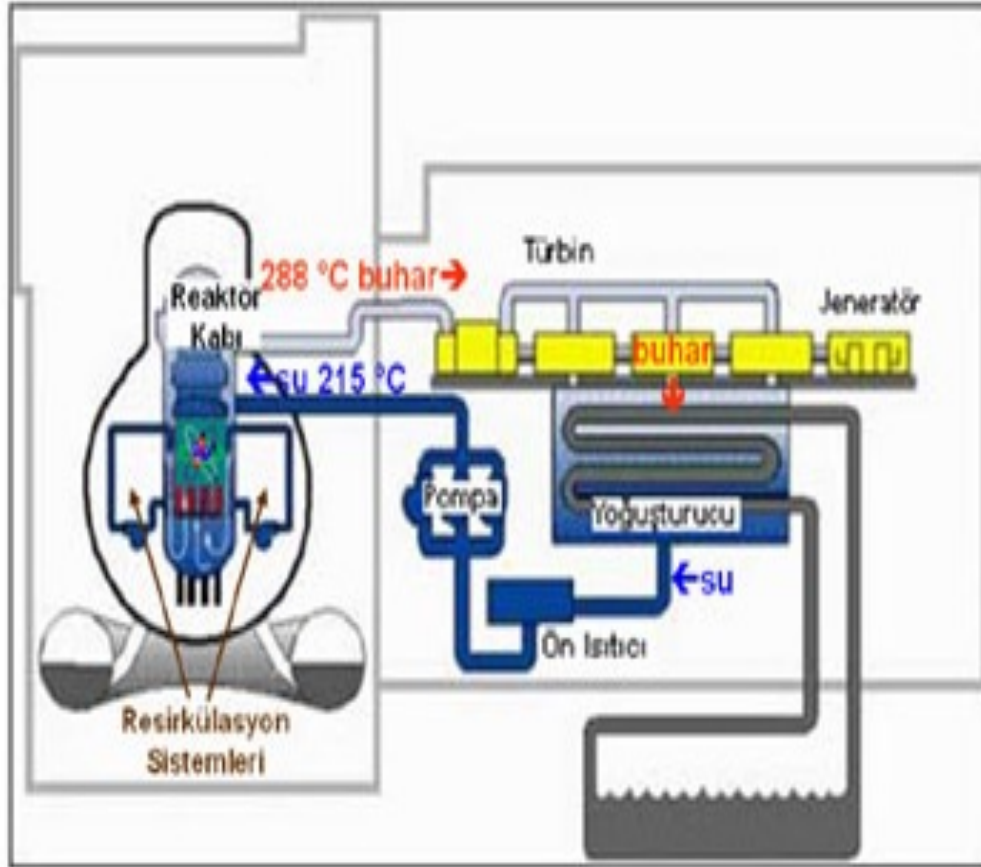 Türbin
288 °C buhar→
Jeneratör
Reaktör
Kabı
buhar
←su 215 °C
Pompa
Yoğuşturucu
←su
Ön Isıtıcı
Resirkülasyon
Sistemleri